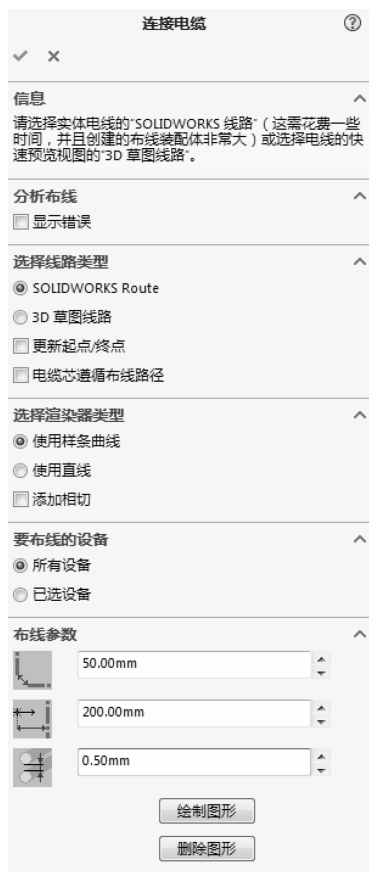 连接电缆
信息
请选择实体电线的“SOLIDWORKS 线路”（这需花费一些
时间，并且创建的布线装配体非常大）或选择电线的快
速预览视图的“3D 草图线路”。
分析布线
显示错误
选择线路类型
SOLIDWORKS Route
3D 草图线路
更新起点/终点
电缆芯遵循布线路径
选择渲染器类型
使用样条曲线
使用直线
添加相切
要布线的设备
所有设备
已选设备
布线参数
50.00mm
200.00mm
0.50mm
绘制图形
删除图形